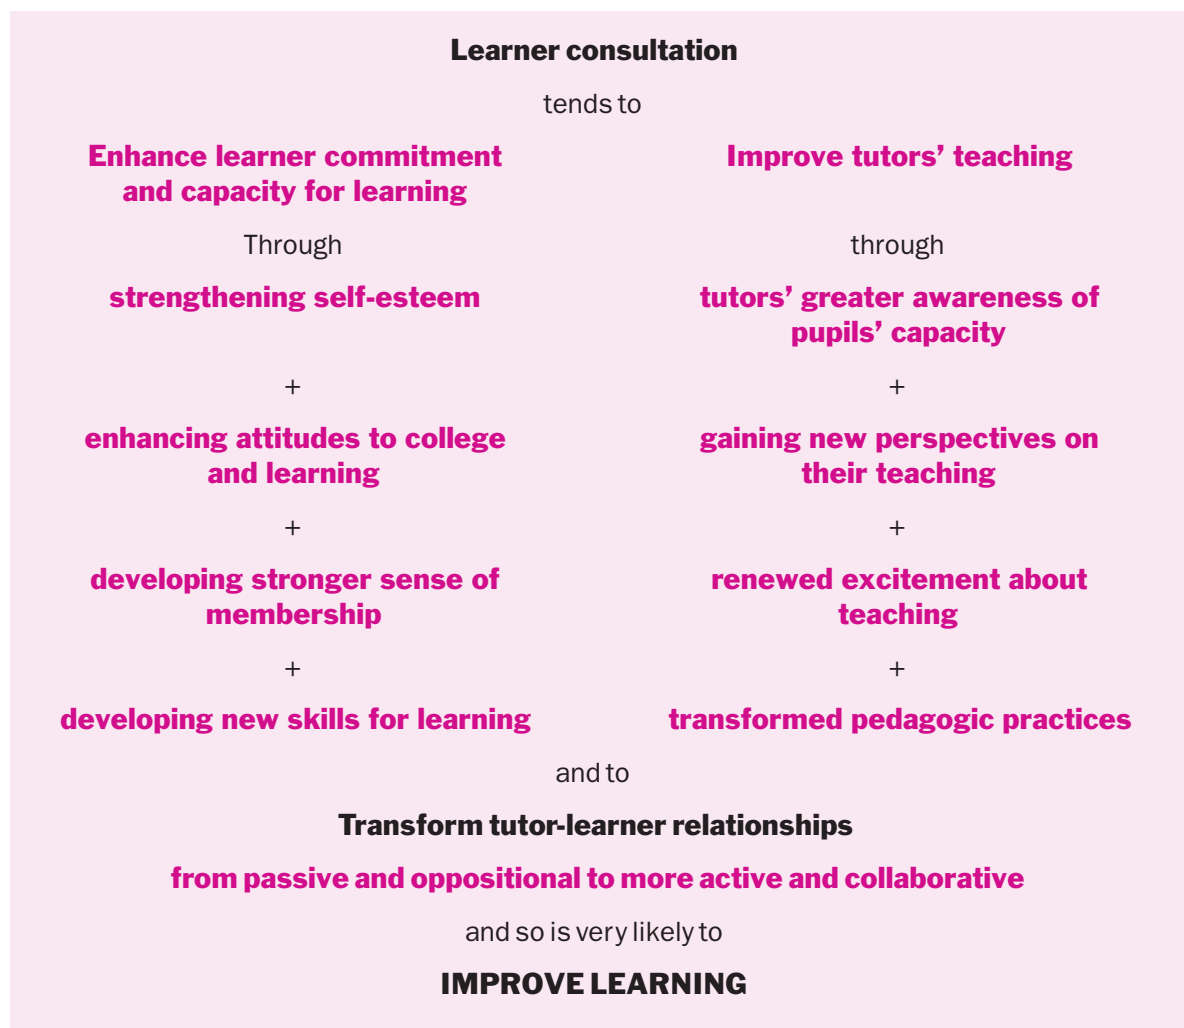 Learner consultation
tends to
Enhance learner commitment
and capacity for learning
Through
strengthening self-esteem
+
enhancing attitudes to college
and learning
+
developing stronger sense of
membership
+
developing new skills for learning
Improve tutors’ teaching
through
tutors’ greater awareness of
pupils’ capacity
+
gaining new perspectives on
their teaching
+
renewed excitement about
teaching
+
transformed pedagogic practices
and to
Transform tutor-learner relationships
from passive and oppositional to more active and collaborative
and so is very likely to
IMPROVE LEARNING